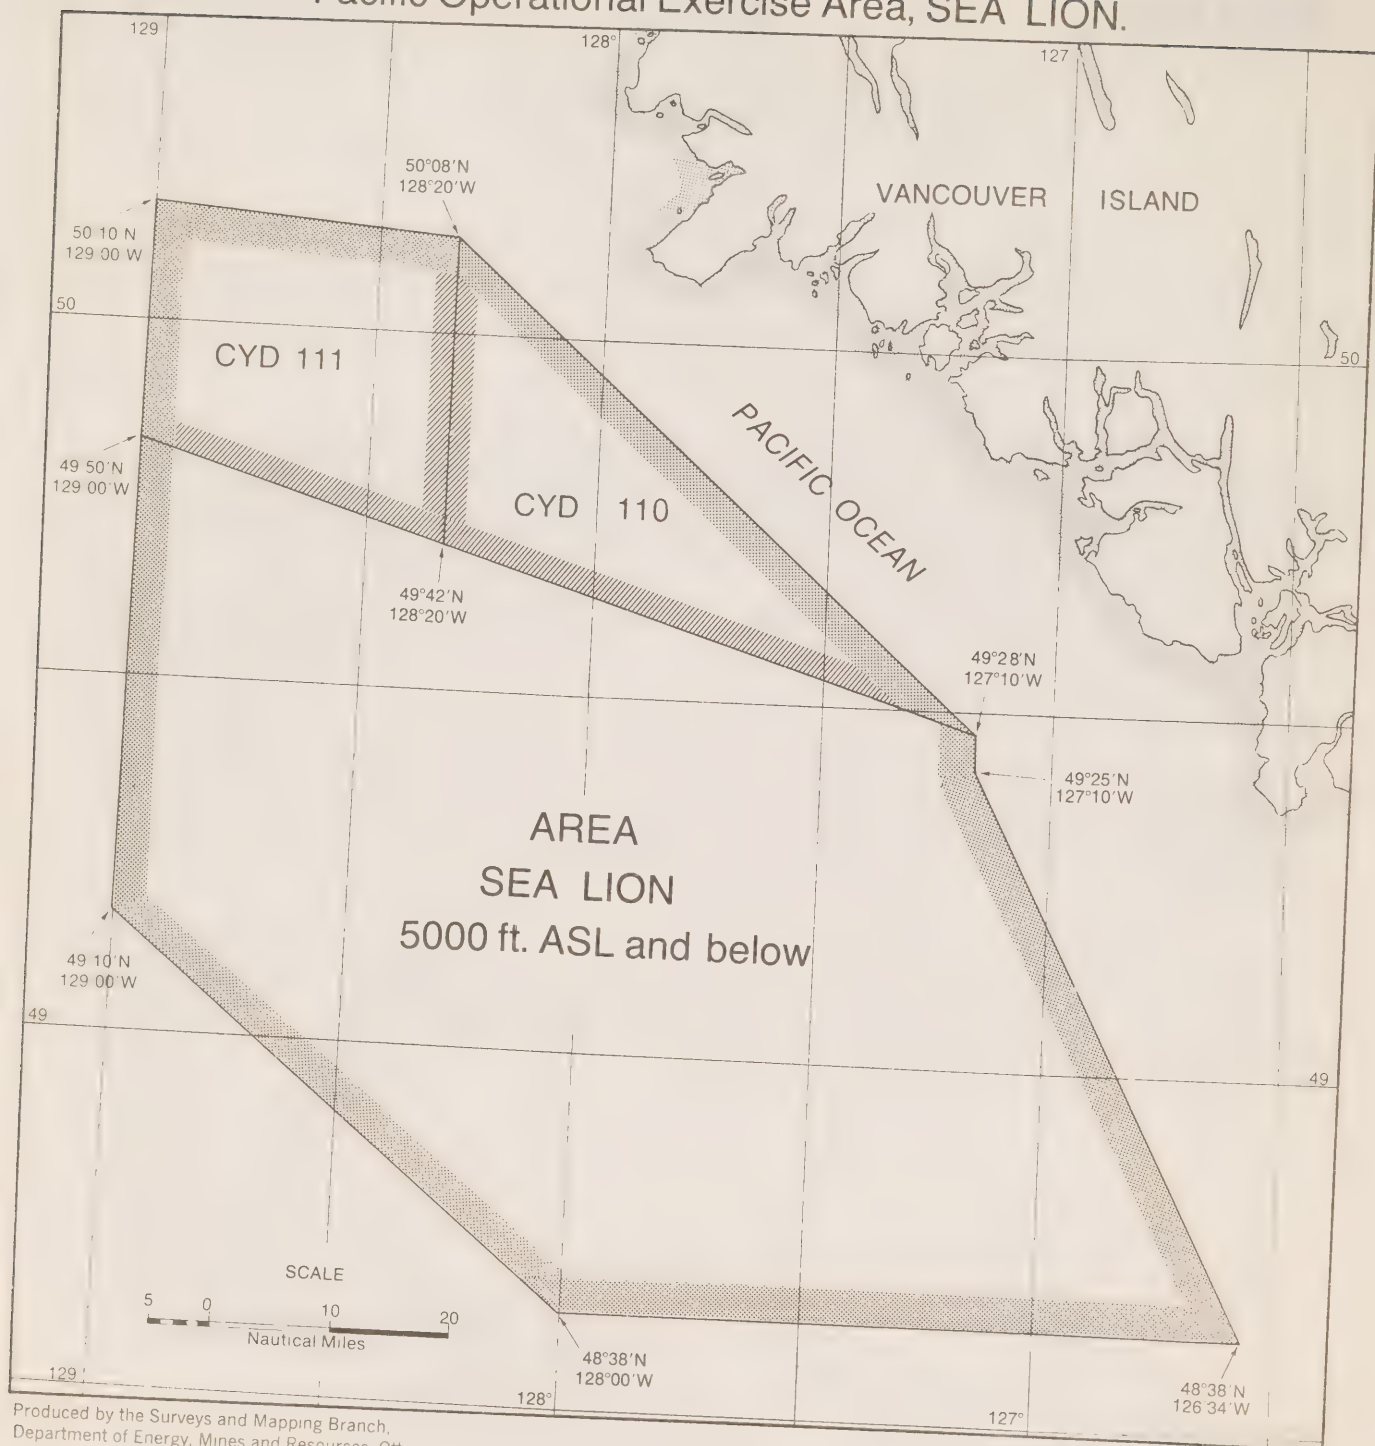 Pacific Operational Exercise Area, SEA LION.
129
128°
127
50°08'N
128°20'W
VANCOUVER ISLAND
50 10 N
129 00 W
50
CYD 111
50
PACIFIC OCEAN
49 50'N
129 00'W
CYD 110
49°42'N
128°20'W
49°28'N
127°10'W
49°25'N
127°10'W
AREA
SEA LION
5000 ft. ASL and below
49 10'N
129 00'W
49
49
SCALE
5 0 10 20
Nautical Miles
48°38'N
128°00'W
48°38'N
126 34'W
129
128°
127°
Produced by the Surveys and Mapping Branch,
Department of Energy, Mines and Resources,